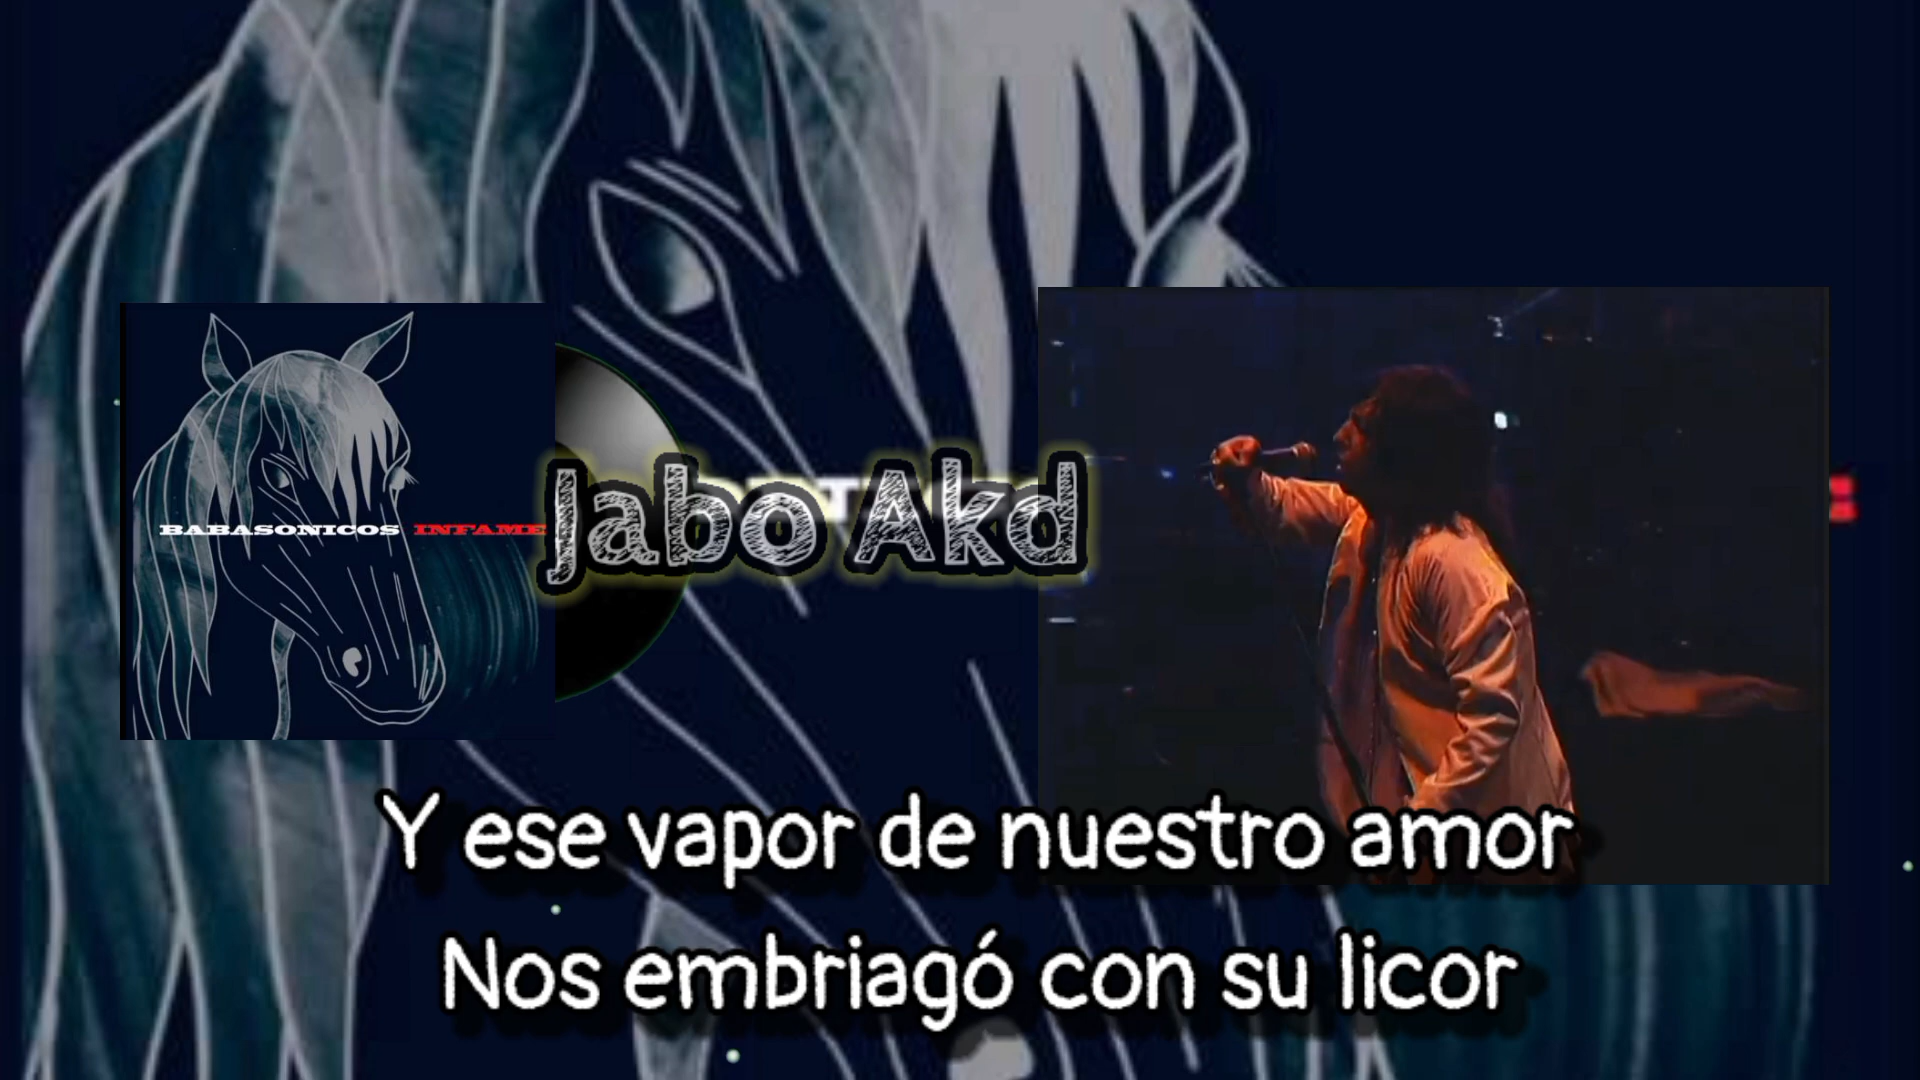 BABASONICOS INFAME
Jabo Akd
Y ese vapor de nuestro amor
Nos embriagó con su licor